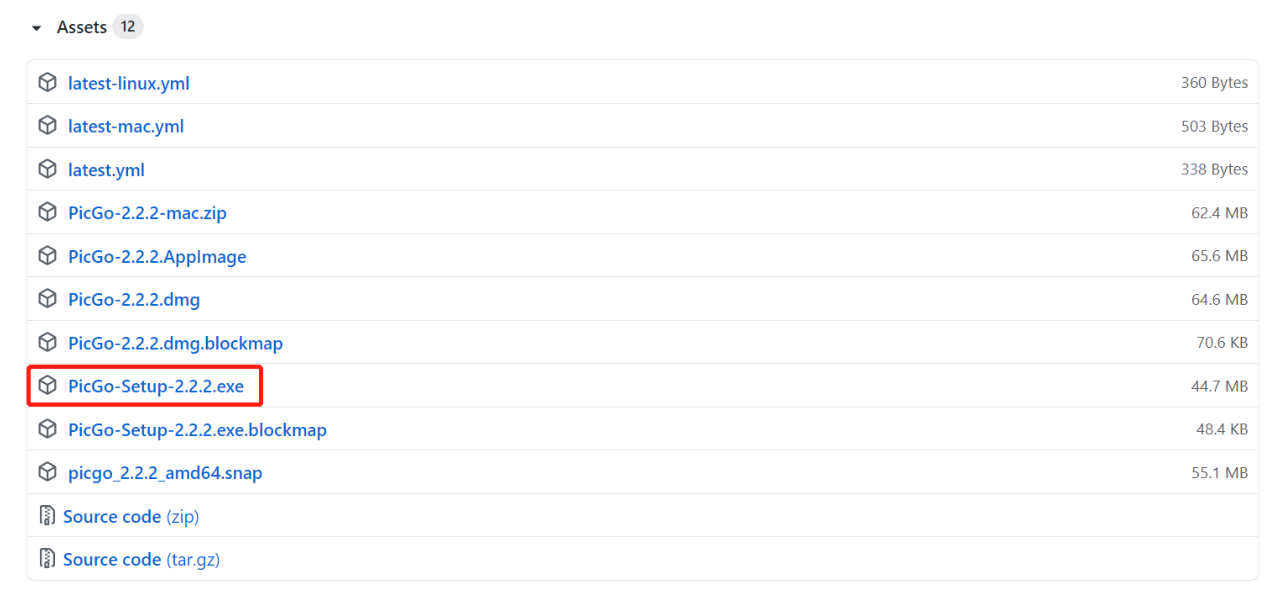 Assets 12
latest-linux.yml 360 Bytes
latest-mac.yml 503 Bytes
latest.yml 338 Bytes
PicGo-2.2.2-mac.zip 62.4 MB
PicGo-2.2.2.AppImage 65.6 MB
PicGo-2.2.2.dmg 64.6 MB
PicGo-2.2.2.dmg.blockmap 70.6 KB
PicGo-Setup-2.2.2.exe 44.7 MB
PicGo-Setup-2.2.2.exe.blockmap 48.4 KB
picgo_2.2.2_amd64.snap 55.1 MB
Source code (zip)
Source code (tar.gz)